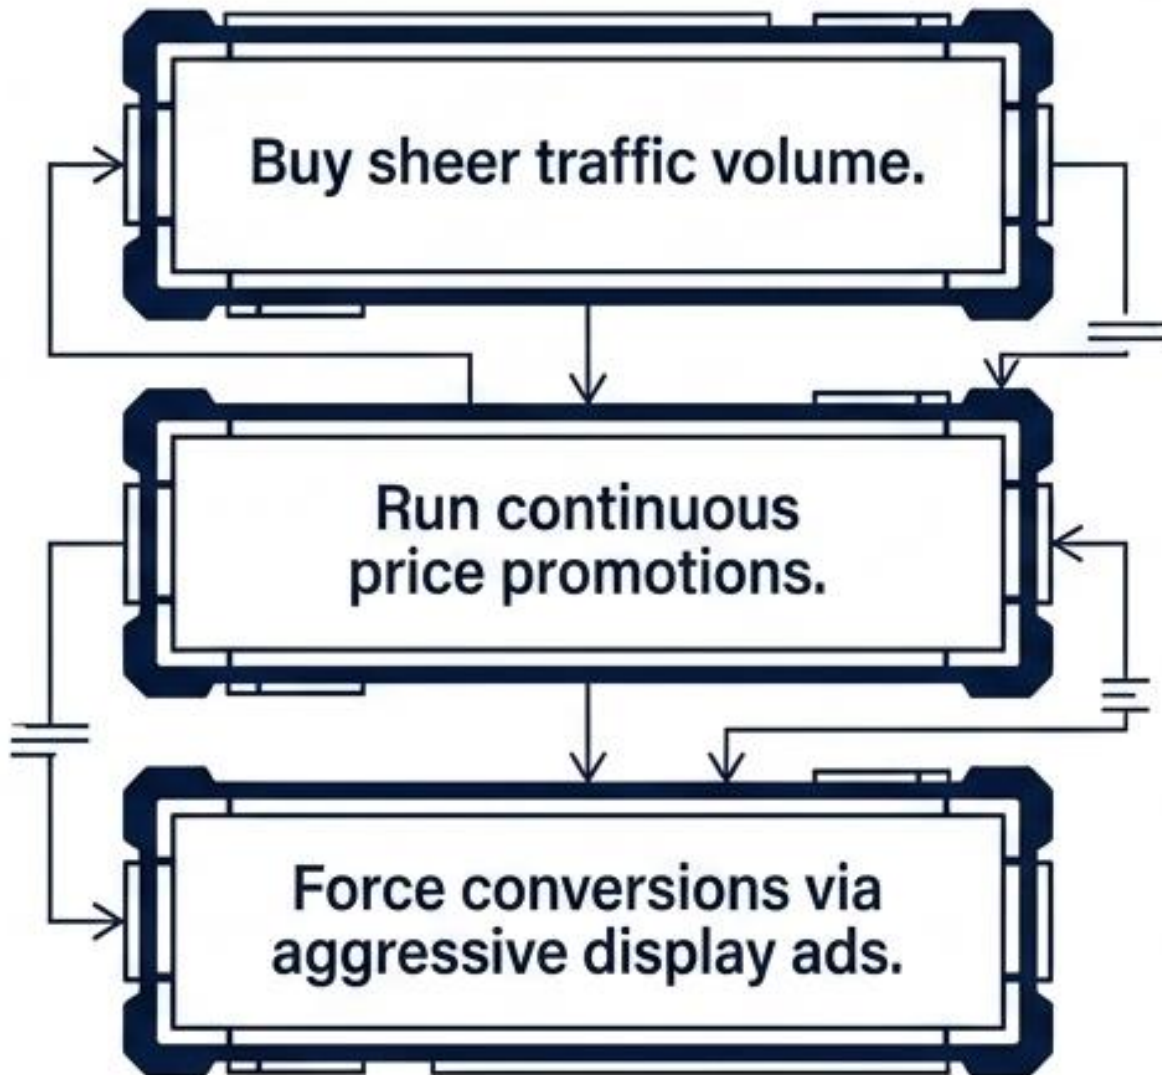 Buy sheer traffic volume.
Run continuous
price promotions.
Force conversions via
aggressive display ads.